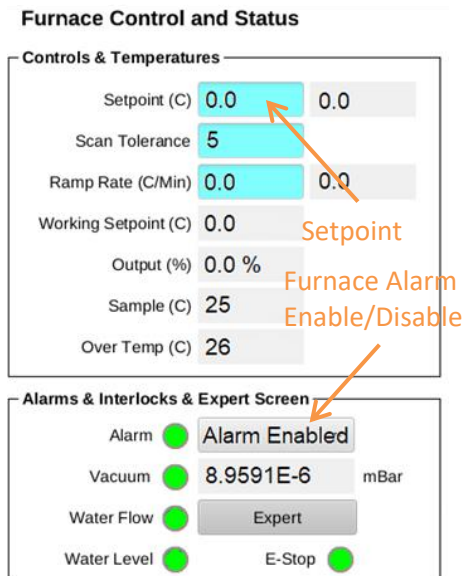 Furnace Control and Status
Controls & Temperatures
Setpoint (C) 0.0 0.0
Scan Tolerance 5
Ramp Rate (C/Min) 0.0 0.0
Working Setpoint (C) 0.0
Setpoint
Output (%) 0.0 %
Furnace Alarm
Enable/Disable
Sample (C) 25
Over Temp (C) 26
Alarms & Interlocks & Expert Screen
Alarm Alarm Enabled
Vacuum 8.9591E-6 mBar
Water Flow Expert
Water Level E-Stop